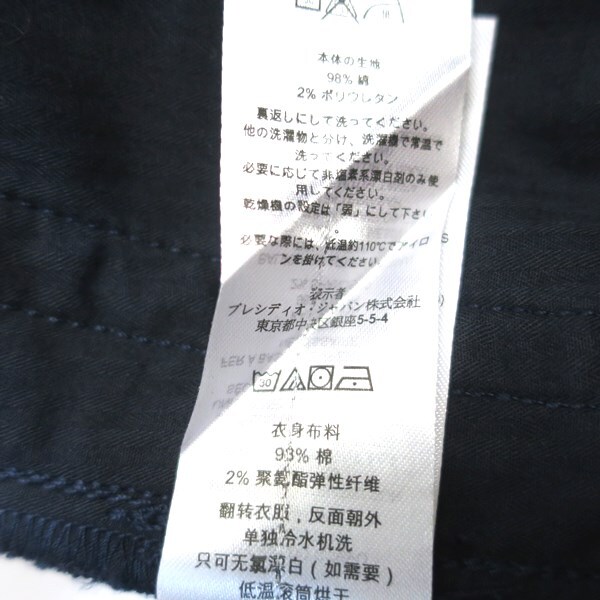 本体の生地
98% 綿
2% ポリウレタン
裏返しにして洗ってください。
他の洗濯物と分け、洗濯機で常温で
洗ってください。
必要に応じて非塩素系漂白剤のみ使
用してください。
乾燥機の設定は「弱」にして下さい
。
必要な際には、低温約110℃でアイロ
ンを掛けてください。
表示者
プレシディオ・ジャパン株式会社
東京都中央区銀座5-5-4
30
衣身布料
98% 棉
2% 聚氨酯弹性纤维
翻转衣服，反面朝外
单独冷水机洗
只可无氯漂白（如需要）
低温滚筒烘干